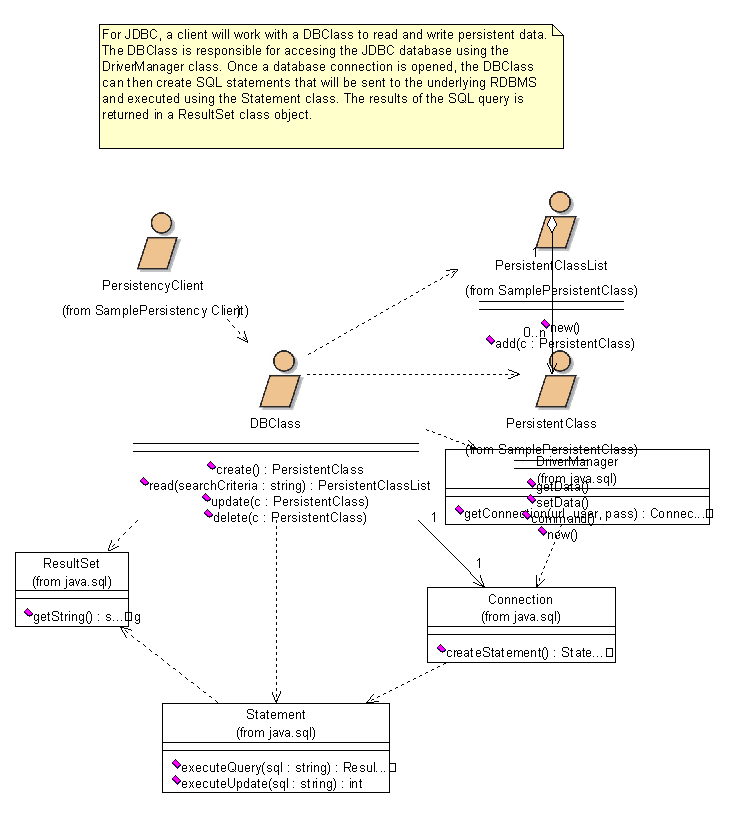 For JDBC, a client will work with a DBClass to read and write persistent data.
The DBClass is responsible for accesing the JDBC database using the
DriverManager class. Once a database connection is opened, the DBClass
can then create SQL statements that will be sent to the underlying RDBMS
and executed using the Statement class. The results of the SQL query is
returned in a ResultSet class object.
PersistencyClient
(from SamplePersistency Client)
1
PersistentClassList
(from SamplePersistentClass)
new()
0..n
add(c : PersistentClass)
DBClass
create() : PersistentClass
read(searchCriteria : string) : PersistentClassList
update(c : PersistentClass)
delete(c : PersistentClass)
PersistentClass
(from SamplePersistentClass)
getData()
setData()
command()
new()
DriverManager
(from java.sql)
getConnection(url, user, pass) : Connec...
1
1
ResultSet
(from java.sql)
getString() : s...g
Connection
(from java.sql)
createStatement() : State...
Statement
(from java.sql)
executeQuery(sql : string) : Resul...
executeUpdate(sql : string) : int